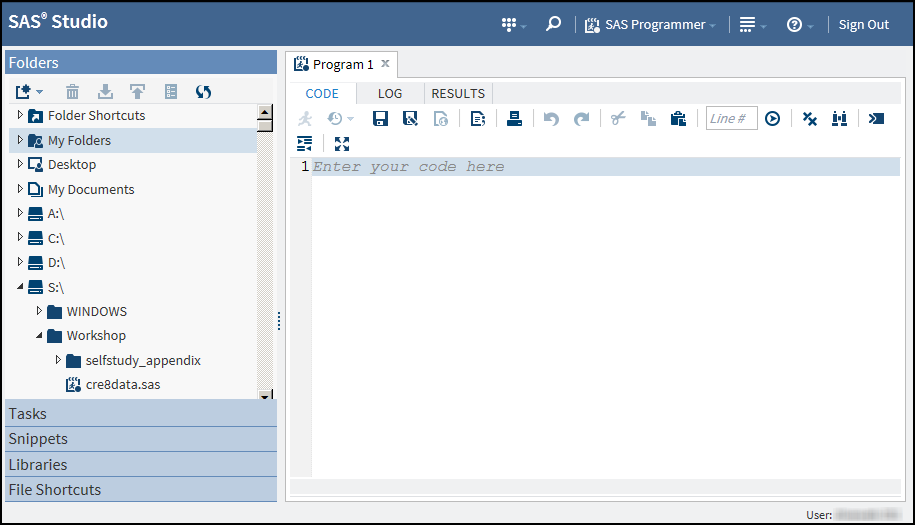 SAS® Studio
SAS Programmer
Sign Out
Folders
Folder Shortcuts
My Folders
Desktop
My Documents
A:\
C:\
D:\
S:\
WINDOWS
Workshop
selfstudy_appendix
cre8data.sas
Tasks
Snippets
Libraries
File Shortcuts
Program 1
CODE LOG RESULTS
Line #
1 Enter your code here
User: